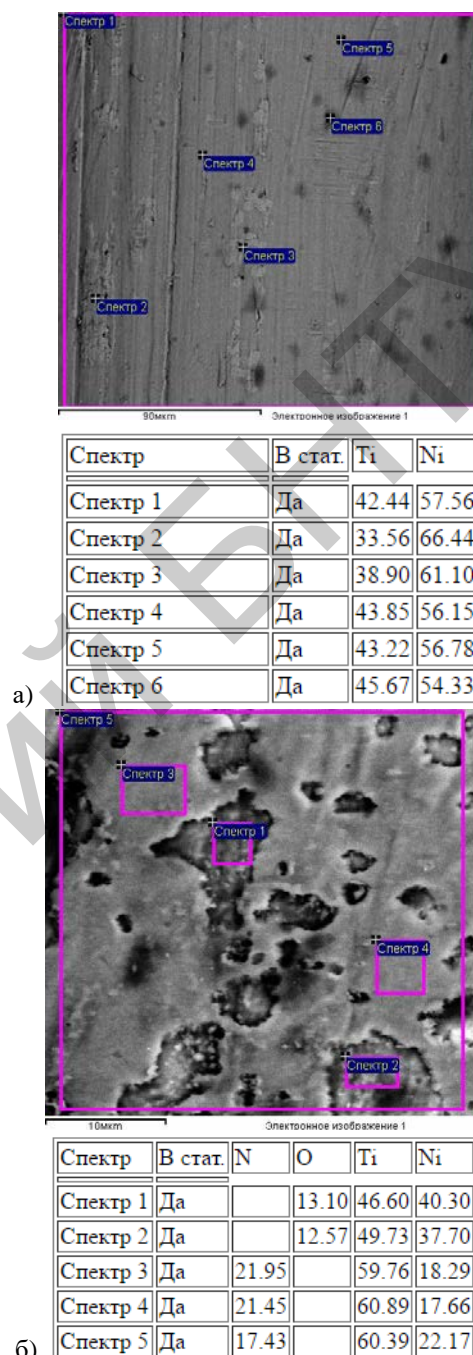 Спектр 1
Спектр 5
Спектр 6
Спектр 4
Спектр 3
Спектр 2
90мкm Электронное изображение 1
Спектр В стат. Ti Ni
Спектр 1 Да 42.44 57.56
Спектр 2 Да 33.56 66.44
Спектр 3 Да 38.90 61.10
Спектр 4 Да 43.85 56.15
Спектр 5 Да 43.22 56.78
Спектр 6 Да 45.67 54.33
а)
Спектр 5
Спектр 3
Спектр 1
Спектр 4
Спектр 2
10мкm Электронное изображение 1
Спектр В стат. N O Ti Ni
Спектр 1 Да 13.10 46.60 40.30
Спектр 2 Да 12.57 49.73 37.70
Спектр 3 Да 21.95 59.76 18.29
Спектр 4 Да 21.45 60.89 17.66
Спектр 5 Да 17.43 60.39 22.17
б)
ИЙ БНТУ